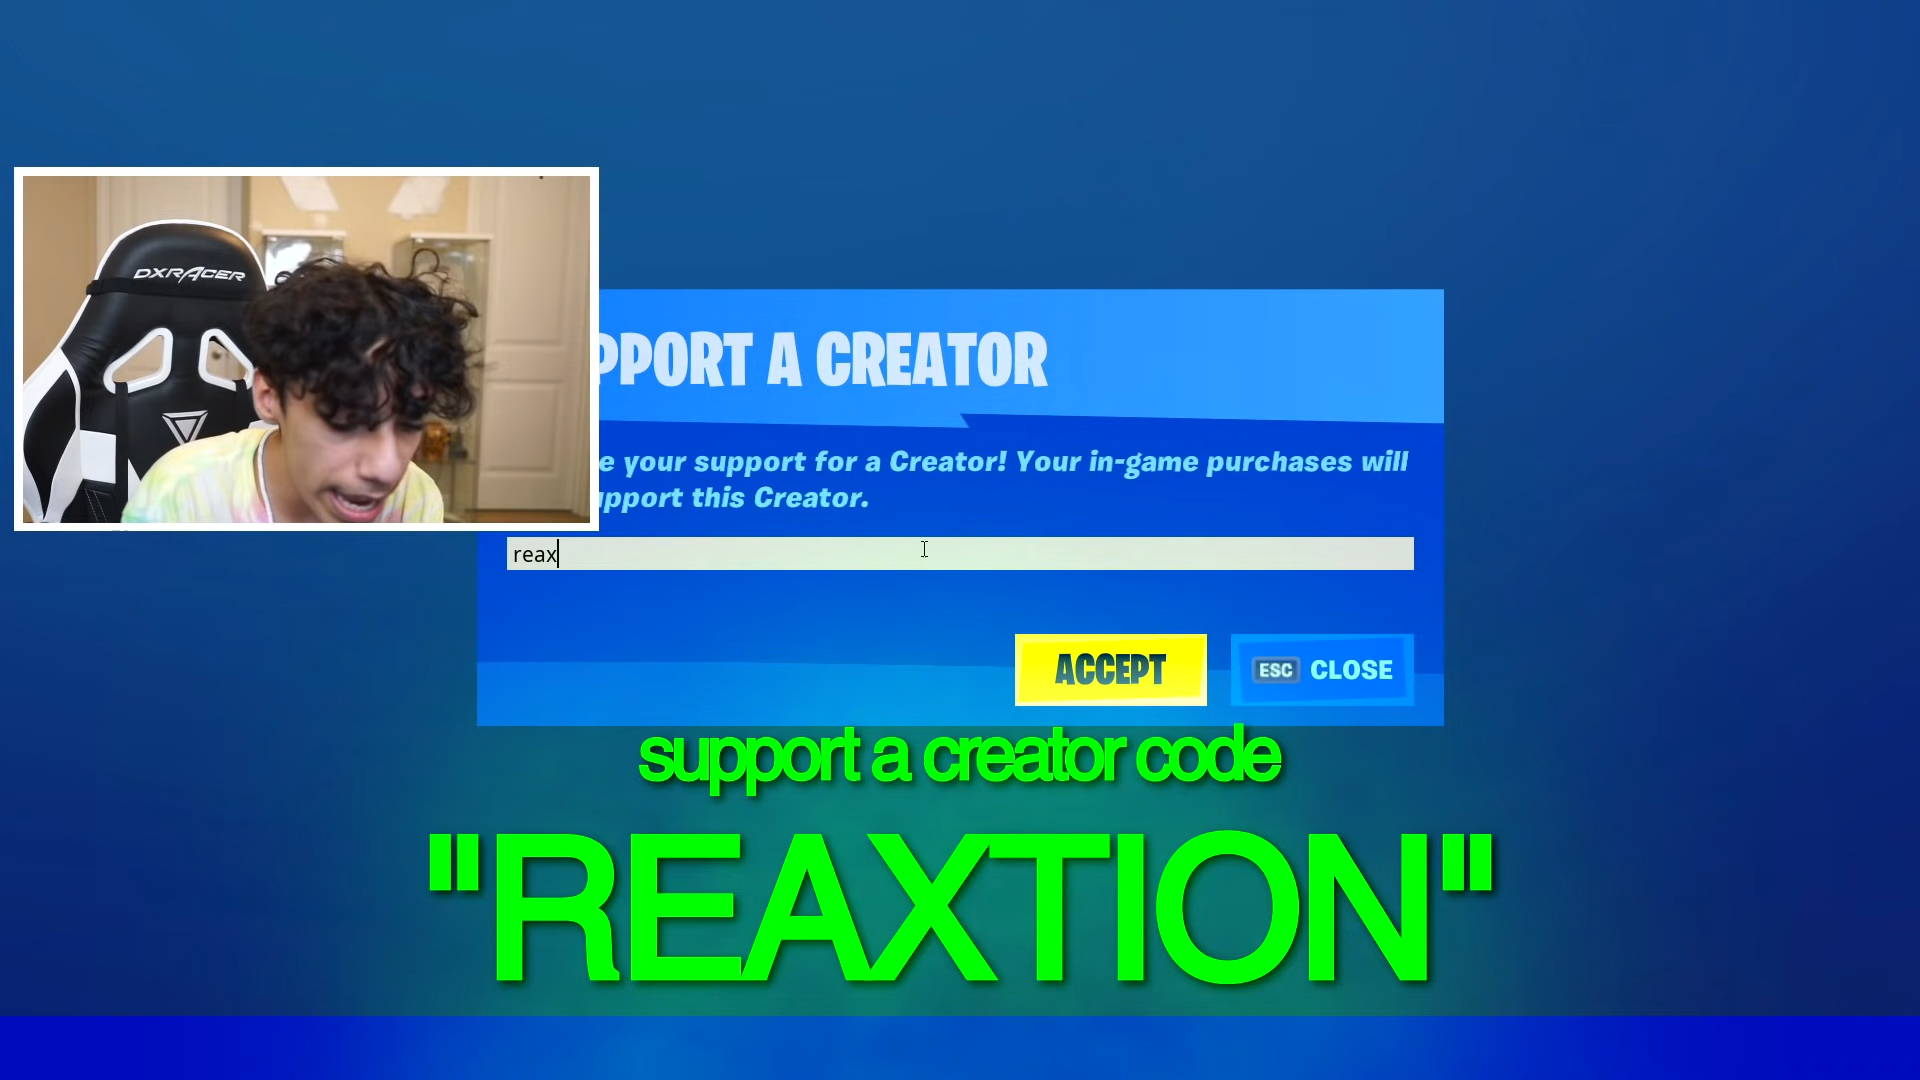 DXRACER
PPORT A CREATOR
e your support for a Creator! Your in-game purchases will
pport this Creator.
reax
ACCEPT
ESC CLOSE
support a creator code
"REAXTION"